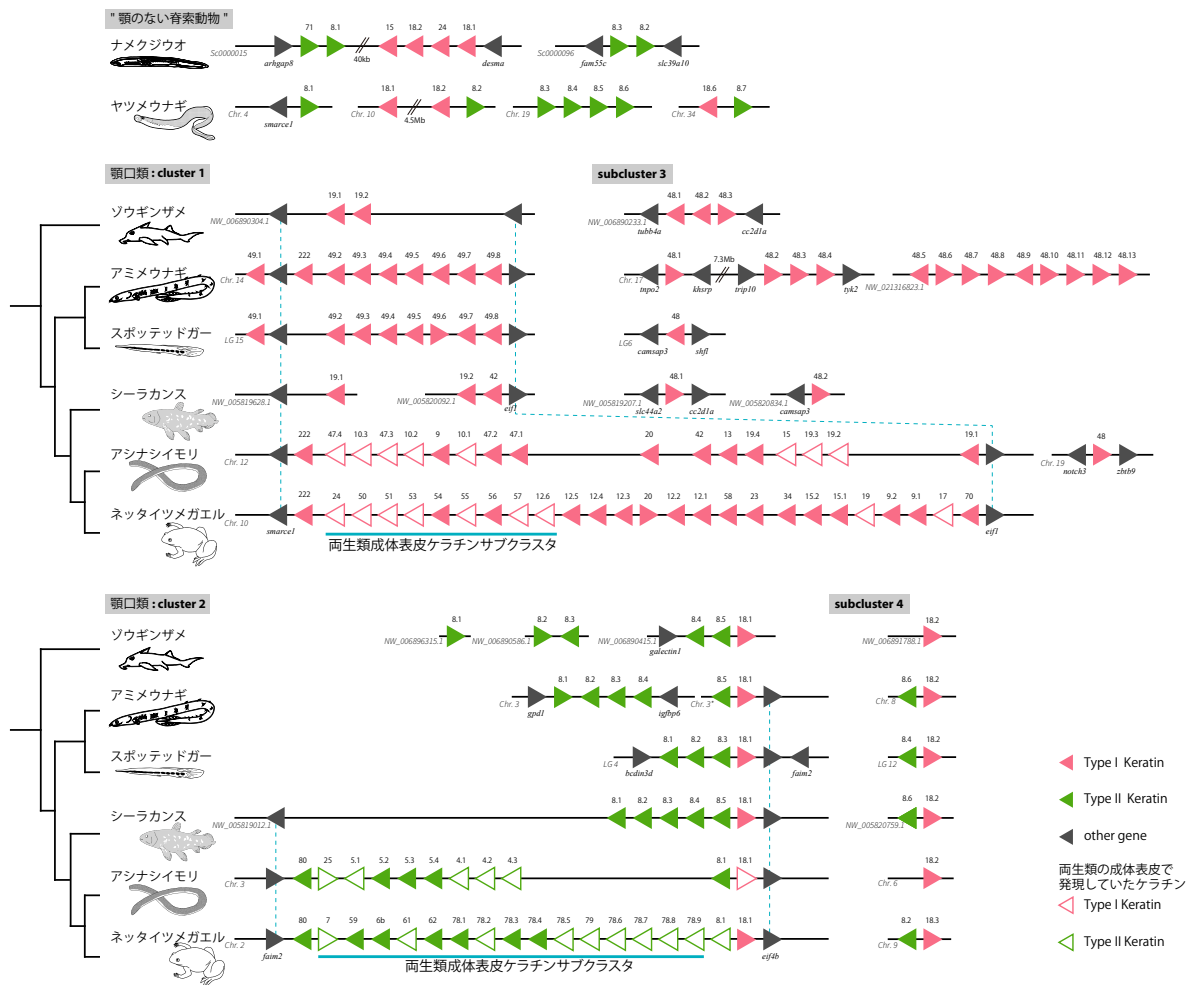 " 顎のない脊索動物 "
ナメクジウオ
71 8.1 15 18.2 24 18.1 8.3 8.2
Sc0000015 Sc0000096
arhgap8 40kb desma fam55c slc39a10
ヤツメウナギ
8.1 18.1 18.2 8.2 8.3 8.4 8.5 8.6 18.6 8.7
Chr. 4 Chr. 10 Chr. 19 Chr. 34
smarce1 4.5Mb
顎口類 : cluster 1 subcluster 3
ゾウギンザメ
19.1 19.2 48.1 48.2 48.3
NW_006890304.1 NW_006890233.1
tubb4a cc2d1a
アミメウナギ
49.1 222 49.2 49.3 49.4 49.5 49.6 49.7 49.8 48.1 7.3Mb 48.2 48.3 48.4 48.5 48.6 48.7 48.8 48.9 48.10 48.11 48.12 48.13
Chr. 14 Chr. 17 NW_021316823.1
tnpo2 khsrp trip10 tyk2
スポッテッドガー
49.1 49.2 49.3 49.4 49.5 49.6 49.7 49.8 48
LG 15 LG6
camsap3 shfl
シーラカンス
19.1 19.2 42 48.1 48.2
NW_005819628.1 NW_005820092.1 NW_005819207.1 NW_005820834.1
eif1 slc44a2 cc2d1a camsap3
アシナシイモリ
222 47.4 10.3 47.3 10.2 9 10.1 47.2 47.1 20 42 13 19.4 15 19.3 19.2 19.1 48
Chr. 12 Chr. 19
notch3 zbtb9
ネッタイツメガエル
222 24 50 51 53 54 55 56 57 12.6 12.5 12.4 12.3 20 12.2 12.1 58 23 34 15.2 15.1 19 9.2 9.1 17 70
Chr. 10
smarce1 eif1
両生類成体表皮ケラチンサブクラスタ
顎口類 : cluster 2 subcluster 4
ゾウギンザメ
8.1 8.2 8.3 8.4 8.5 18.1 18.2
NW_006896315.1 NW_006890586.1 NW_006890415.1 NW_006891788.1
galectin1
アミメウナギ
8.1 8.2 8.3 8.4 8.5 18.1 8.6 18.2
Chr. 3 Chr. 3* Chr. 8
gpd1 igfbp6
スポッテッドガー
8.1 8.2 8.3 18.1 8.4 18.2
LG 4 LG 12
bcdin3d faim2
Type I Keratin
Type II Keratin
other gene
両生類の成体表皮で
発現していたケラチン
Type I Keratin
Type II Keratin
シーラカンス
8.1 8.2 8.3 8.4 8.5 18.1 8.6 18.2
NW_005819012.1 NW_005820759.1
アシナシイモリ
80 25 5.1 5.2 5.3 5.4 4.1 4.2 4.3 8.1 18.1 18.2
Chr. 3 Chr. 6
ネッタイツメガエル
80 7 59 6b 61 62 78.1 78.2 78.3 78.4 78.5 79 78.6 78.7 78.8 78.9 8.1 18.1 8.2 18.3
Chr. 2 Chr. 9
faim2 eif4b
両生類成体表皮ケラチンサブクラスタ